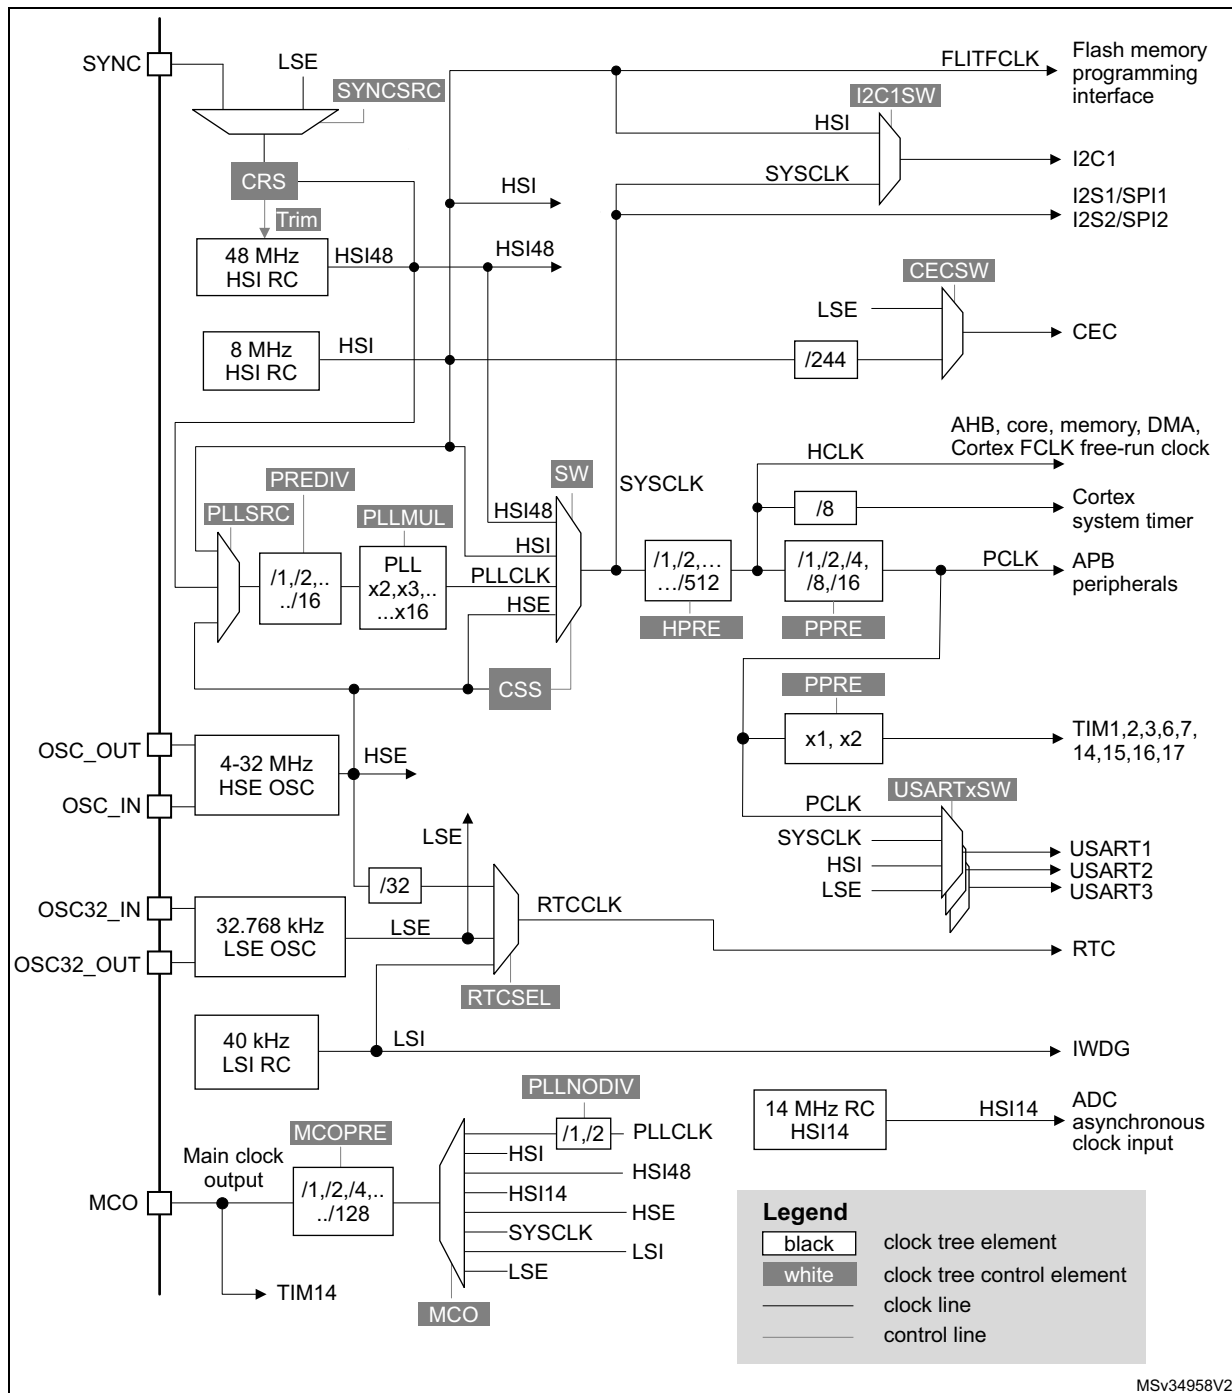 SYNC
LSE
SYNCSRC
CRS
Trim
48 MHz
HSI RC
HSI48
HSI
HSI48
8 MHz
HSI RC
HSI
FLITFCLK
Flash memory
programming
interface
I2C1SW
HSI
SYSCLK
I2C1
I2S1/SPI1
I2S2/SPI2
CECSW
LSE
/244
CEC
AHB, core, memory, DMA,
Cortex FCLK free-run clock
HCLK
/8
Cortex
system timer
PLLSRC
PREDIV
/1,/2,..
../16
PLLMUL
PLL
x2,x3,..
...x16
SW
HSI48
HSI
PLLCLK
HSE
SYSCLK
/1,/2,…
…/512
HPRE
/1,/2,/4,
/8,/16
PPRE
PCLK
APB
peripherals
CSS
PPRE
x1, x2
TIM1,2,3,6,7,
14,15,16,17
OSC_OUT
OSC_IN
4-32 MHz
HSE OSC
HSE
LSE
/32
USARTxSW
PCLK
SYSCLK
HSI
LSE
USART1
USART2
USART3
OSC32_IN
OSC32_OUT
32.768 kHz
LSE OSC
LSE
RTCCLK
RTC
RTCSEL
40 kHz
LSI RC
LSI
IWDG
14 MHz RC
HSI14
HSI14
ADC
asynchronous
clock input
PLLNODIV
/1,/2
PLLCLK
HSI
HSI48
HSI14
HSE
SYSCLK
LSI
LSE
MCO
MCOPRE
/1,/2,/4,..
../128
Main clock
output
MCO
TIM14
Legend
black
clock tree element
white
clock tree control element
clock line
control line
MSv34958V2